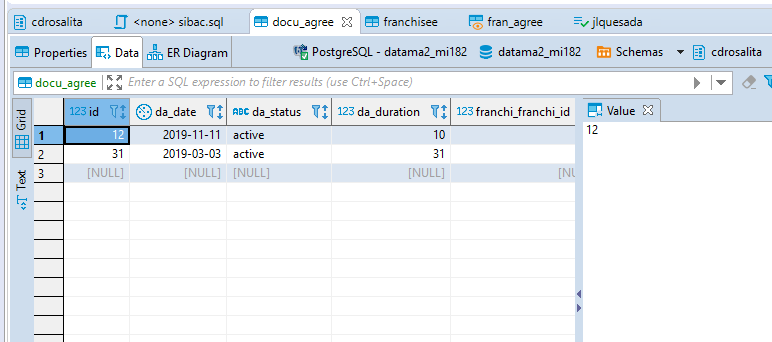 cdrosalita <none> sibac.sql docu_agree franchisee fran_agree jlquesada
Properties Data ER Diagram PostgreSQL - datama2_mi182 datama2_mi182 Schemas cdrosalita
docu_agree Enter a SQL expression to filter results (use Ctrl+Space)
Grid
Text
123 id da_date ABC da_status 123 da_duration 123 franchi_franchi_id
1 12 2019-11-11 active 10
2 31 2019-03-03 active 31
3 [NULL] [NULL] [NULL] [NULL] [NU
Value
12